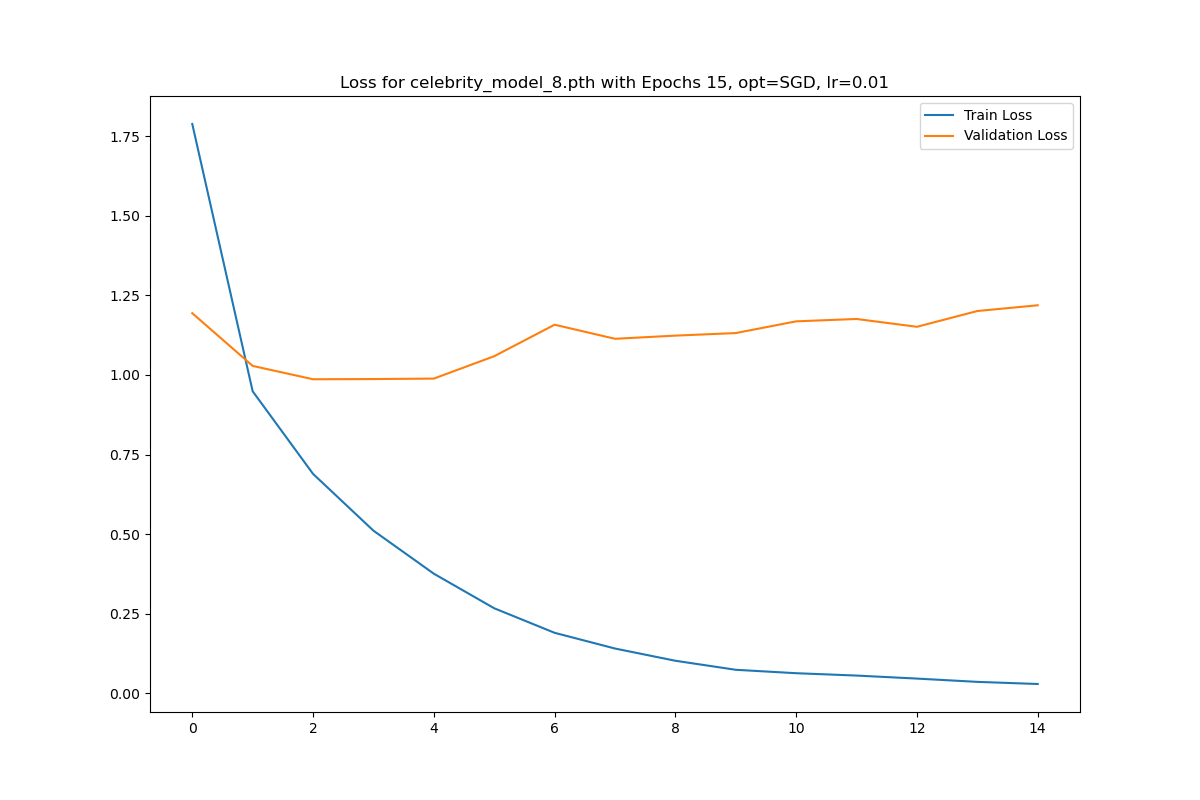 Loss for celebrity_model_8.pth with Epochs 15, opt=SGD, lr=0.01
Train Loss
Validation Loss
1.75
1.50
1.25
1.00
0.75
0.50
0.25
0.00
0 2 4 6 8 10 12 14